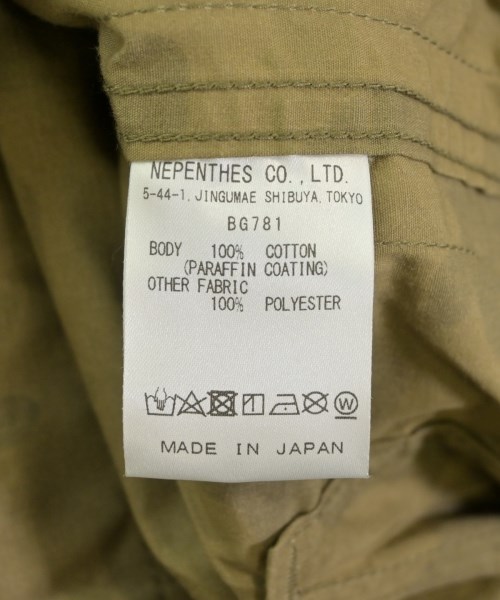 NEPENTHES CO., LTD.
5-44-1, JINGUMAE SHIBUYA, TOKYO
BG781
BODY 100% COTTON
(PARAFFIN COATING)
OTHER FABRIC
100% POLYESTER
W
MADE IN JAPAN